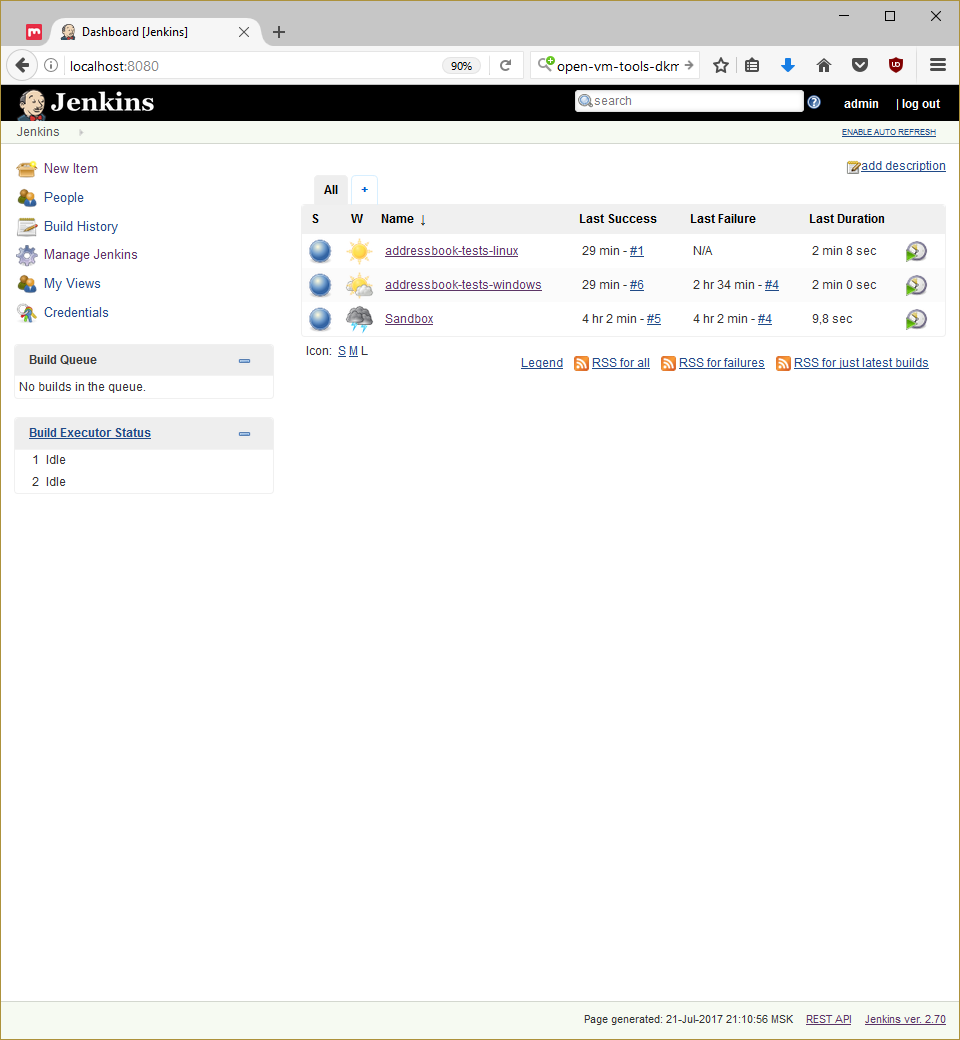 Dashboard [Jenkins]
localhost:8080 90% open-vm-tools-dkm
Jenkins search admin | log out
Jenkins ENABLE AUTO REFRESH
New Item
People
Build History
Manage Jenkins
My Views
Credentials
Build Queue
No builds in the queue.
Build Executor Status
1 Idle
2 Idle
add description
All +
S W Name ↓ Last Success Last Failure Last Duration
addressbook-tests-linux 29 min - #1 N/A 2 min 8 sec
addressbook-tests-windows 29 min - #6 2 hr 34 min - #4 2 min 0 sec
Sandbox 4 hr 2 min - #5 4 hr 2 min - #4 9,8 sec
Icon: S M L
Legend RSS for all RSS for failures RSS for just latest builds
Page generated: 21-Jul-2017 21:10:56 MSK REST API Jenkins ver. 2.70